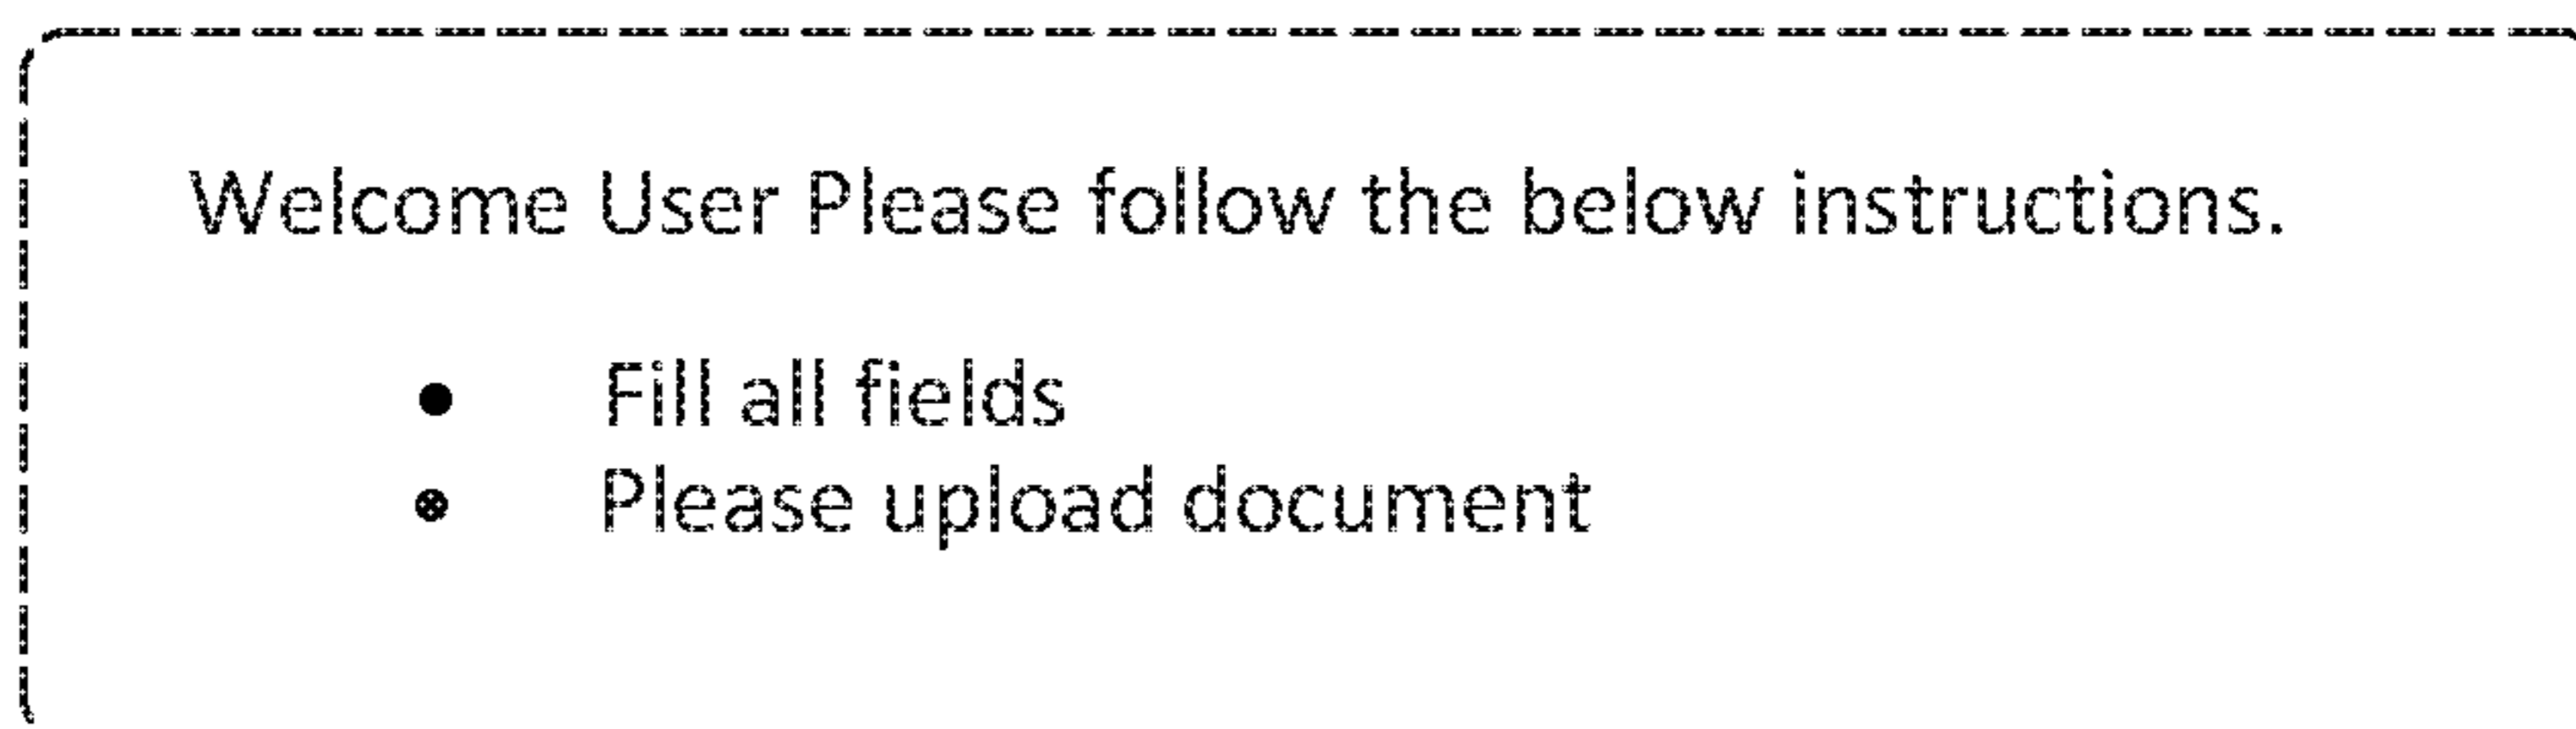 Welcome User Please follow the below instructions.
• Fill all fields
• Please upload document